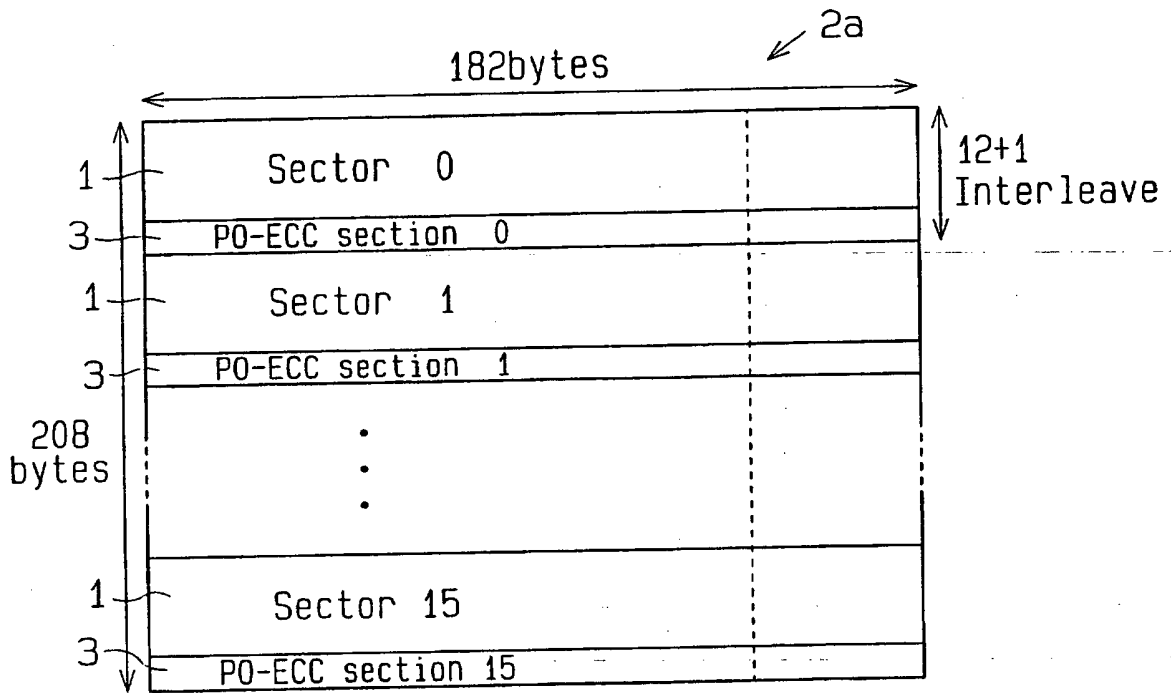 2a
182bytes
1
Sector 0
12+1
Interleave
3
PO-ECC section 0
1
Sector 1
3
PO-ECC section 1
208
bytes
1
Sector 15
3
PO-ECC section 15